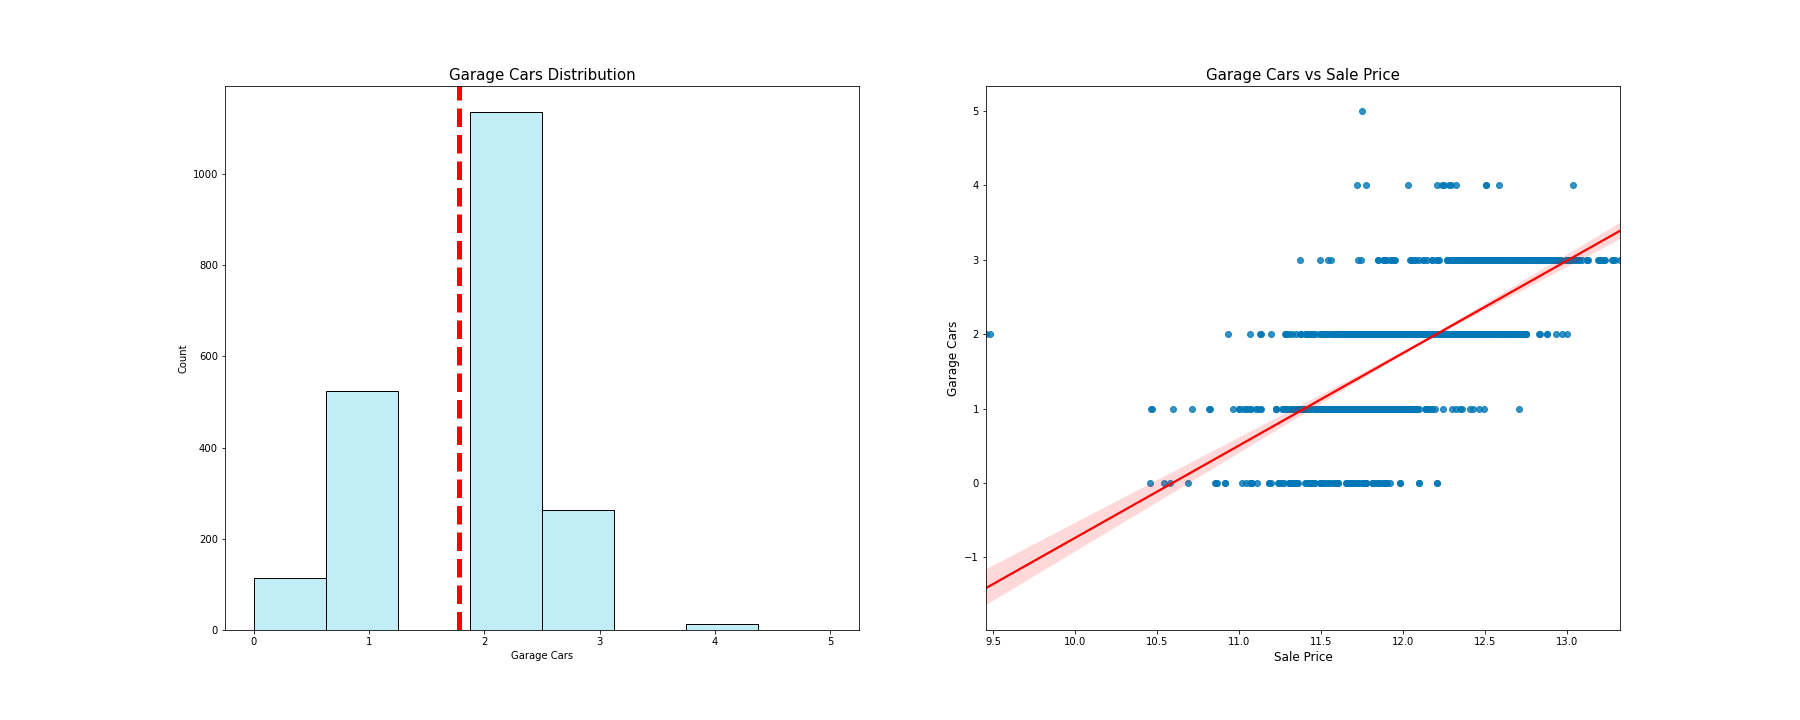 Garage Cars Distribution
Count
1000
800
600
400
200
0
0 1 2 3 4 5
Garage Cars
Garage Cars vs Sale Price
Garage Cars
5
4
3
2
1
0
−1
9.5 10.0 10.5 11.0 11.5 12.0 12.5 13.0
Sale Price